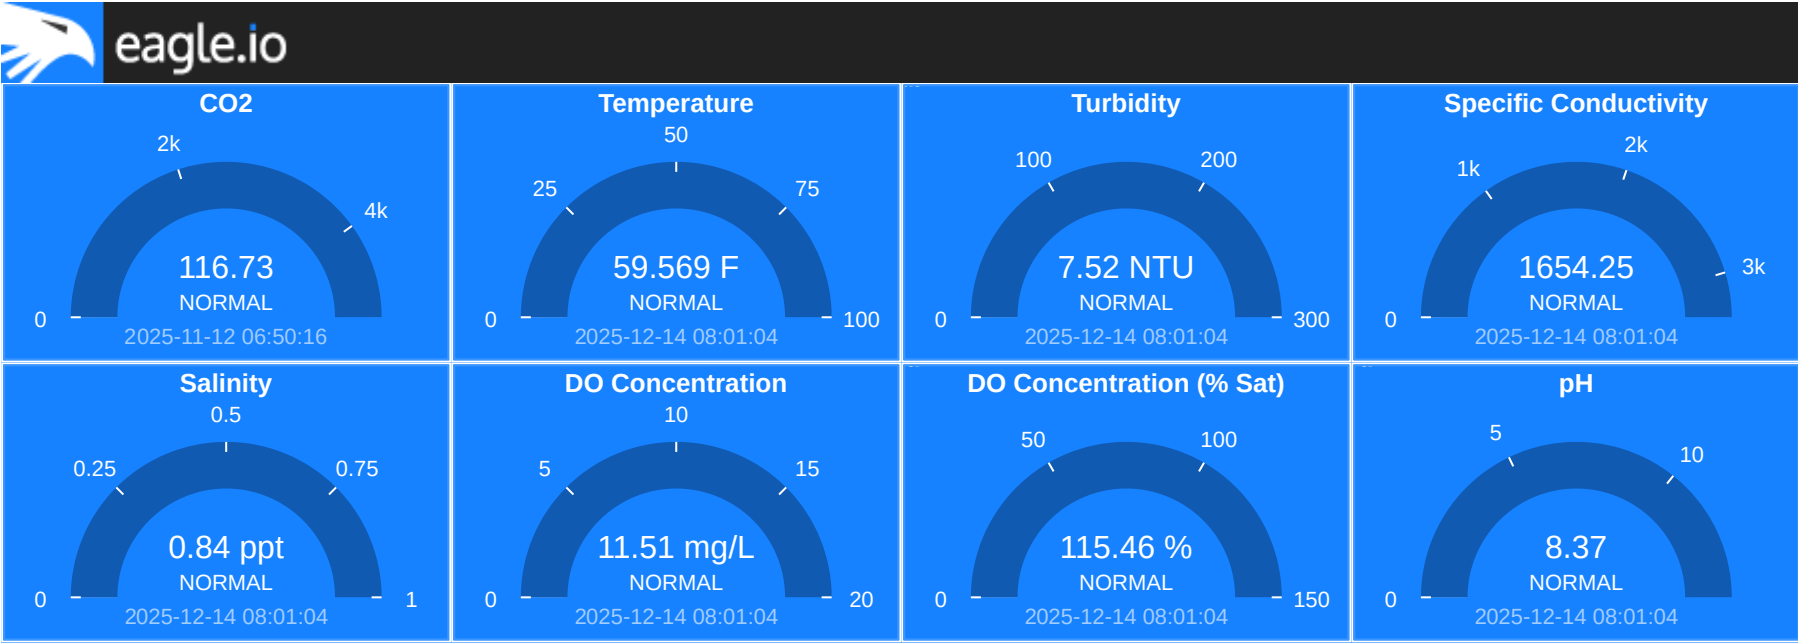 eagle.io
CO2
2k
4k
0
116.73
NORMAL
2025-11-12 06:50:16
Temperature
50
25
75
0
100
59.569 F
NORMAL
2025-12-14 08:01:04
Turbidity
100
200
0
300
7.52 NTU
NORMAL
2025-12-14 08:01:04
Specific Conductivity
2k
1k
3k
0
1654.25
NORMAL
2025-12-14 08:01:04
Salinity
0.5
0.25
0.75
0
1
0.84 ppt
NORMAL
2025-12-14 08:01:04
DO Concentration
10
5
15
0
20
11.51 mg/L
NORMAL
2025-12-14 08:01:04
DO Concentration (% Sat)
50
100
0
150
115.46 %
NORMAL
2025-12-14 08:01:04
pH
5
10
0
8.37
NORMAL
2025-12-14 08:01:04